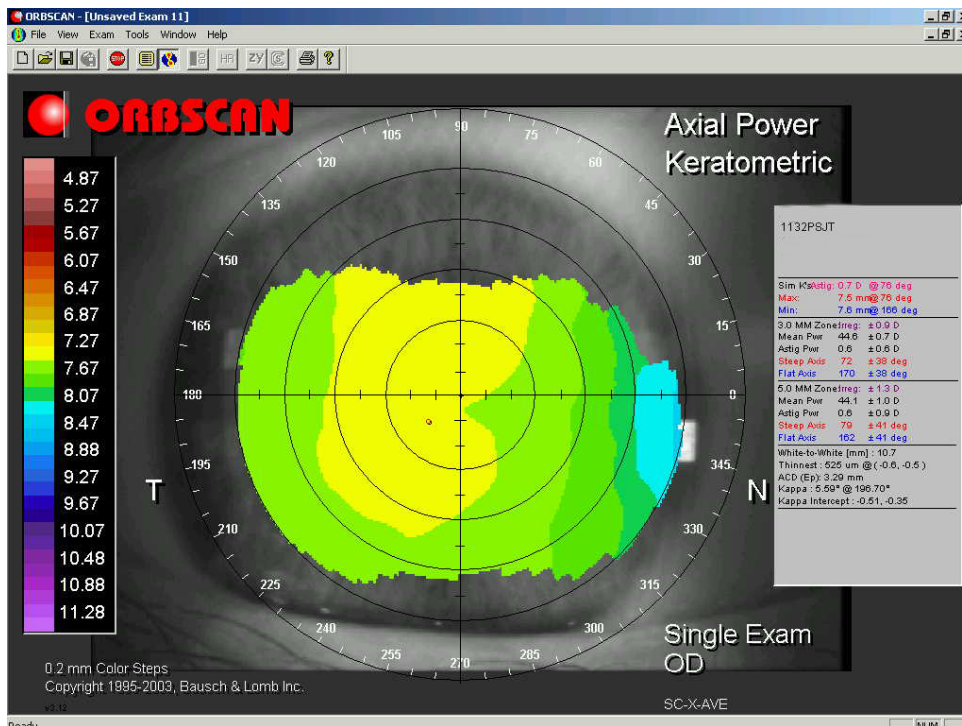 ORBSCAN - [Unsaved Exam 11]
File View Exam Tools Window Help
STOP HR ZY
ORBSCAN
Axial Power
Keratometric
4.87
5.27
5.67
6.07
6.47
6.87
7.27
7.67
8.07
8.47
8.88
9.27
9.67
10.07
10.48
10.88
11.28
90
75
60
45
30
15
0
345
330
315
300
285
270
255
240
225
210
195
180
165
150
135
120
105
T
N
1132PSJT
Sim K's Astig: 0.7 D @ 76 deg
Max: 7.5 mm @ 76 deg
Min: 7.6 mm @ 166 deg
3.0 MM Zone: Irreg: ± 0.9 D
Mean Pwr 44.6 ± 0.7 D
Astig Pwr 0.6 ± 0.6 D
Steep Axis 72 ± 38 deg
Flat Axis 170 ± 38 deg
5.0 MM Zone: Irreg: ± 1.3 D
Mean Pwr 44.1 ± 1.0 D
Astig Pwr 0.6 ± 0.9 D
Steep Axis 79 ± 41 deg
Flat Axis 162 ± 41 deg
White-to-White [mm] : 10.7
Thinnest : 525 um @ ( -0.6, -0.5 )
ACD (Ep): 3.29 mm
Kappa : 5.59° @ 196.70°
Kappa Intercept : -0.51, -0.35
0.2 mm Color Steps
Copyright 1995-2003, Bausch & Lomb Inc.
v3.12
Single Exam
OD
SC-X-AVE
Ready
NUM